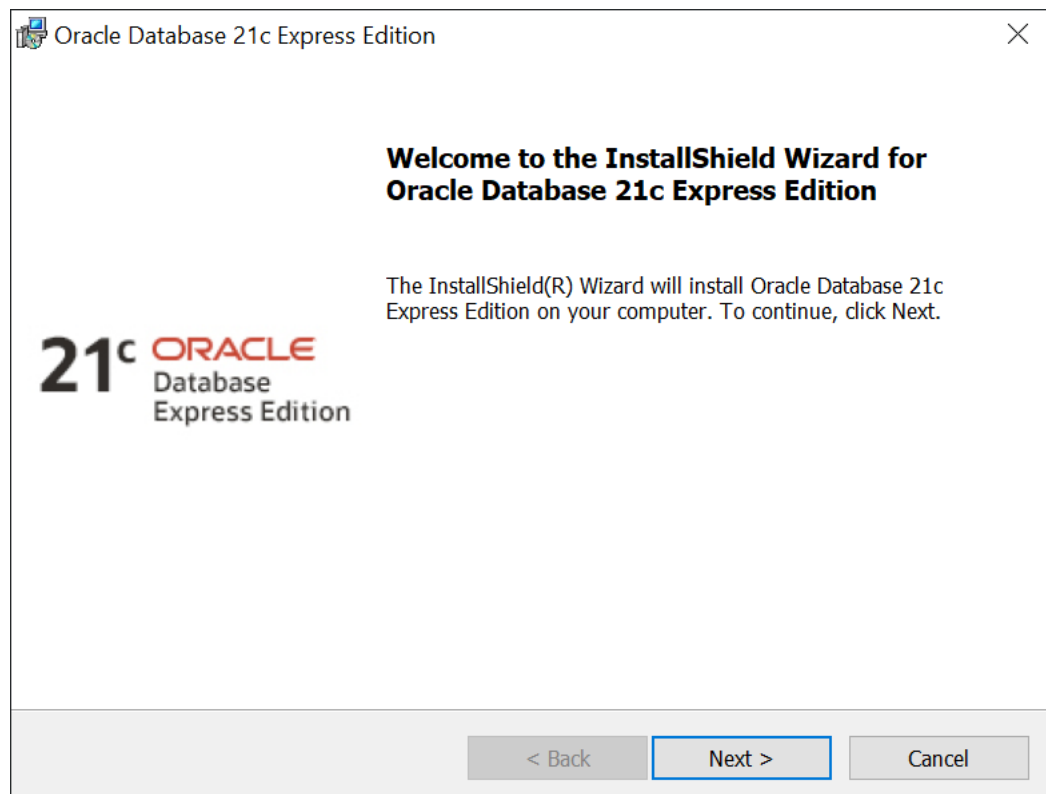 Oracle Database 21c Express Edition
Welcome to the InstallShield Wizard for
Oracle Database 21c Express Edition
The InstallShield(R) Wizard will install Oracle Database 21c
Express Edition on your computer. To continue, click Next.
21c ORACLE
Database
Express Edition
< Back Next > Cancel